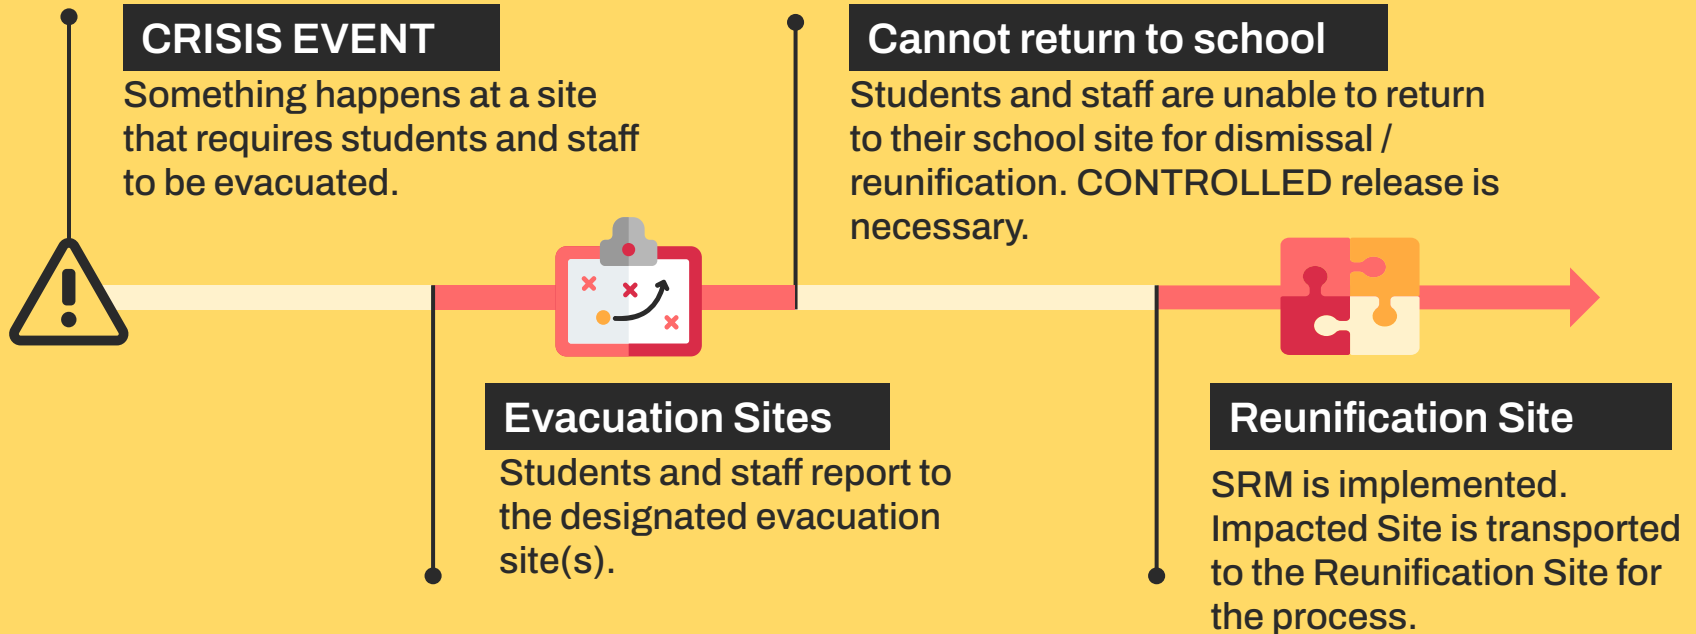 CRISIS EVENT
Something happens at a site
that requires students and staff
to be evacuated.
Evacuation Sites
Students and staff report to
the designated evacuation
site(s).
Cannot return to school
Students and staff are unable to return
to their school site for dismissal /
reunification. CONTROLLED release is
necessary.
Reunification Site
SRM is implemented.
Impacted Site is transported
to the Reunification Site for
the process.